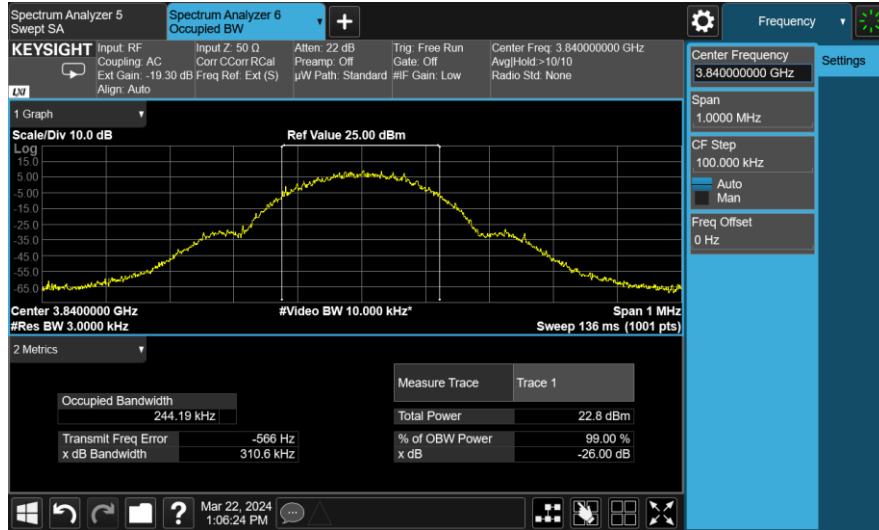 Spectrum Analyzer 5
Swept SA
Spectrum Analyzer 6
Occupied BW
Frequency
KEYSIGHT
LXI
Input: RF
Coupling: AC
Ext Gain: -19.30 dB
Align: Auto
Input Z: 50 Ω
Corr CCorr RCal
Freq Ref: Ext (S)
Atten: 22 dB
Preamp: Off
µW Path: Standard
Trig: Free Run
Gate: Off
#IF Gain: Low
Center Freq: 3.840000000 GHz
Avg|Hold:>10/10
Radio Std: None
Center Frequency
3.840000000 GHz
Settings
Span
1.0000 MHz
CF Step
100.000 kHz
Auto
Man
Freq Offset
0 Hz
1 Graph
Scale/Div 10.0 dB
Ref Value 25.00 dBm
Log
15.0
5.00
-5.00
-15.0
-25.0
-35.0
-45.0
-55.0
-65.0
Center 3.8400000 GHz
#Video BW 10.000 kHz*
Span 1 MHz
#Res BW 3.0000 kHz
Sweep 136 ms (1001 pts)
2 Metrics
Measure Trace
Trace 1
Occupied Bandwidth
244.19 kHz
Total Power
22.8 dBm
Transmit Freq Error
-566 Hz
% of OBW Power
99.00 %
x dB Bandwidth
310.6 kHz
x dB
-26.00 dB
Mar 22, 2024
1:06:24 PM